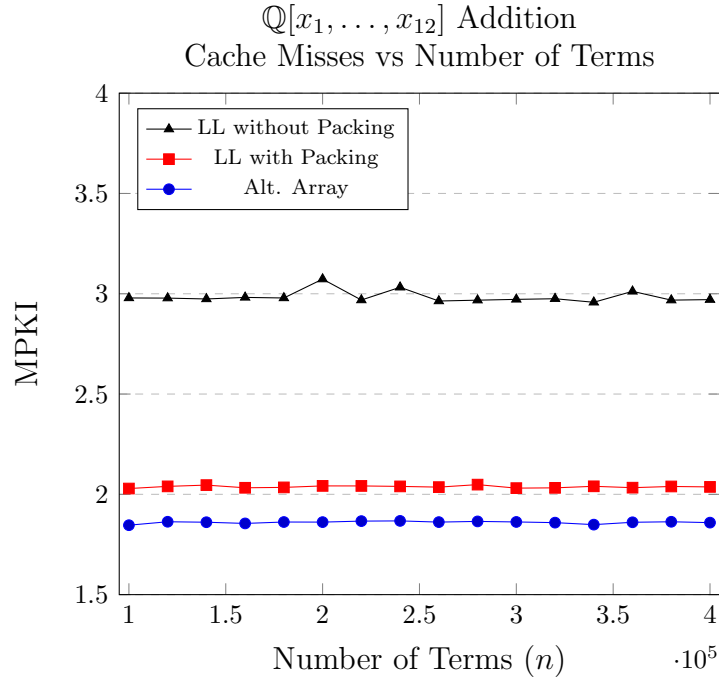 ℚ[x₁, . . . , x₁₂] Addition
Cache Misses vs Number of Terms
LL without Packing
LL with Packing
Alt. Array
MPKI
4
3.5
3
2.5
2
1.5
1 1.5 2 2.5 3 3.5 4
Number of Terms (n)
·10⁵